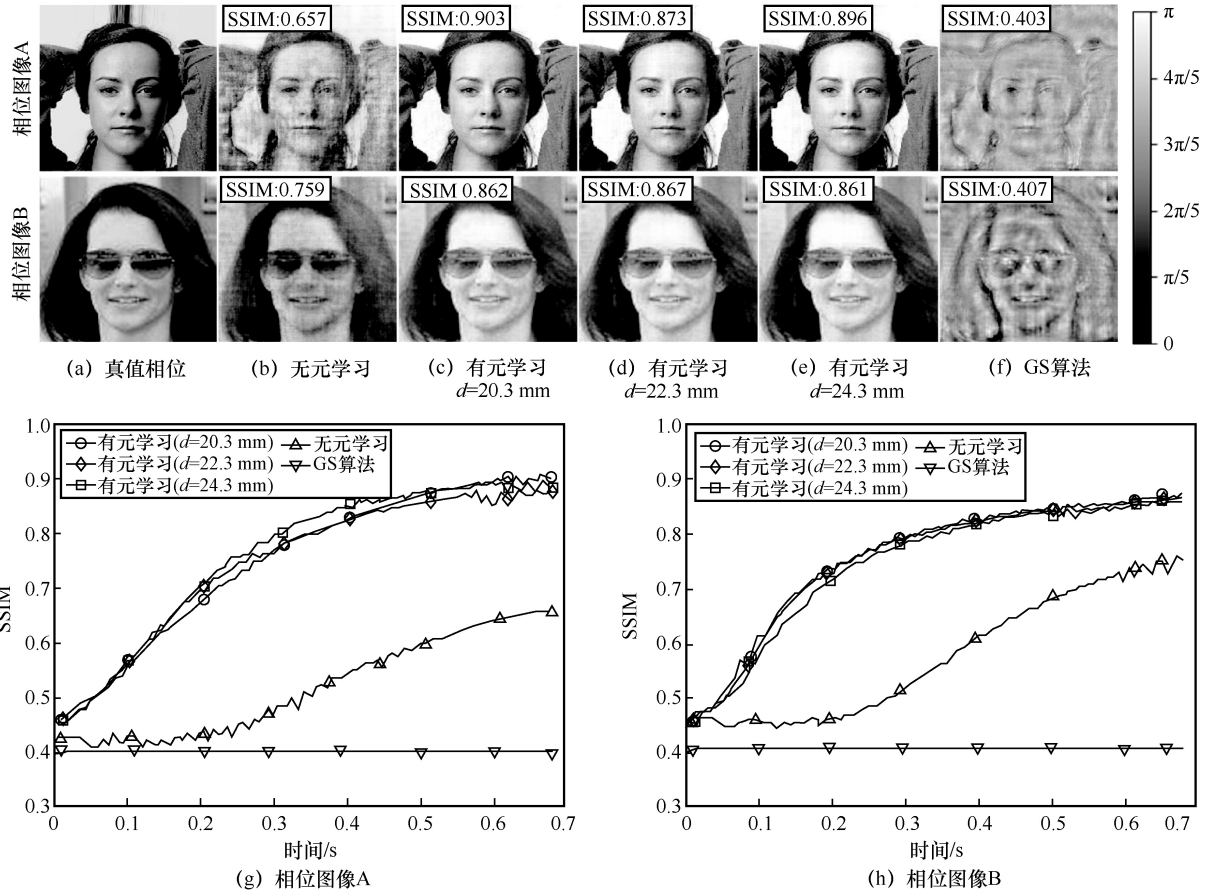 相位图像A
SSIM:0.657
SSIM:0.903
SSIM:0.873
SSIM:0.896
SSIM:0.403
π
4π/5
3π/5
2π/5
π/5
0
相位图像B
SSIM:0.759
SSIM 0.862
SSIM:0.867
SSIM:0.861
SSIM:0.407
(a) 真值相位
(b) 无元学习
(c) 有元学习
d=20.3 mm
(d) 有元学习
d=22.3 mm
(e) 有元学习
d=24.3 mm
(f) GS算法
有元学习(d=20.3 mm)
有元学习(d=22.3 mm)
有元学习(d=24.3 mm)
无元学习
GS算法
SSIM
1.0
0.9
0.8
0.7
0.6
0.5
0.4
0.3
0
0.1
0.2
0.3
0.4
0.5
0.6
0.7
时间/s
(g) 相位图像A
有元学习(d=20.3 mm)
有元学习(d=22.3 mm)
有元学习(d=24.3 mm)
无元学习
GS算法
SSIM
1.0
0.9
0.8
0.7
0.6
0.5
0.4
0.3
0
0.1
0.2
0.3
0.4
0.5
0.6
0.7
时间/s
(h) 相位图像B